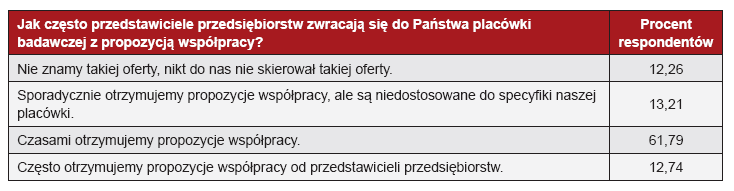 Jak często przedstawiciele przedsiębiorstw zwracają się do Państwa placówki
badawczej z propozycją współpracy?
Procent
respondentów
Nie znamy takiej oferty, nikt do nas nie skierował takiej oferty.
12,26
Sporadycznie otrzymujemy propozycje współpracy, ale są niedostosowane do specyfiki naszej
placówki.
13,21
Czasami otrzymujemy propozycje współpracy.
61,79
Często otrzymujemy propozycje współpracy od przedstawicieli przedsiębiorstw.
12,74